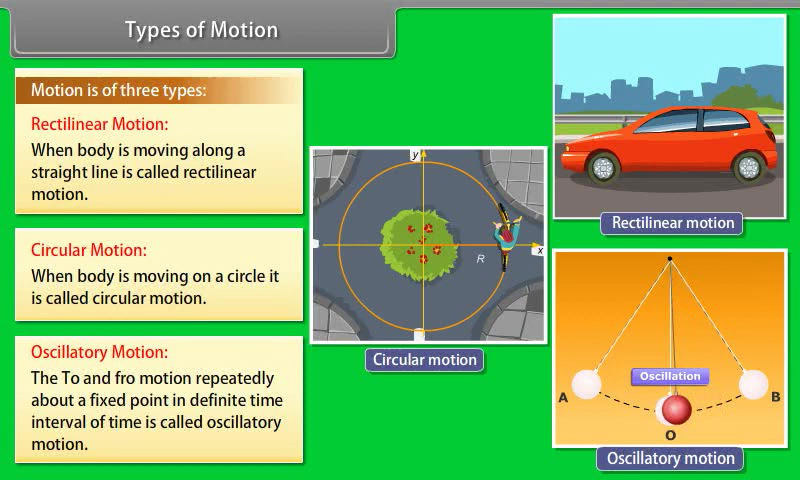 Types of Motion
Motion is of three types:
Rectilinear Motion:
When body is moving along a
straight line is called rectilinear
motion.
Circular Motion:
When body is moving on a circle it
is called circular motion.
Oscillatory Motion:
The To and fro motion repeatedly
about a fixed point in definite time
interval of time is called oscillatory
motion.
y
x
R
Circular motion
Rectilinear motion
Oscillation
A
B
O
Oscillatory motion